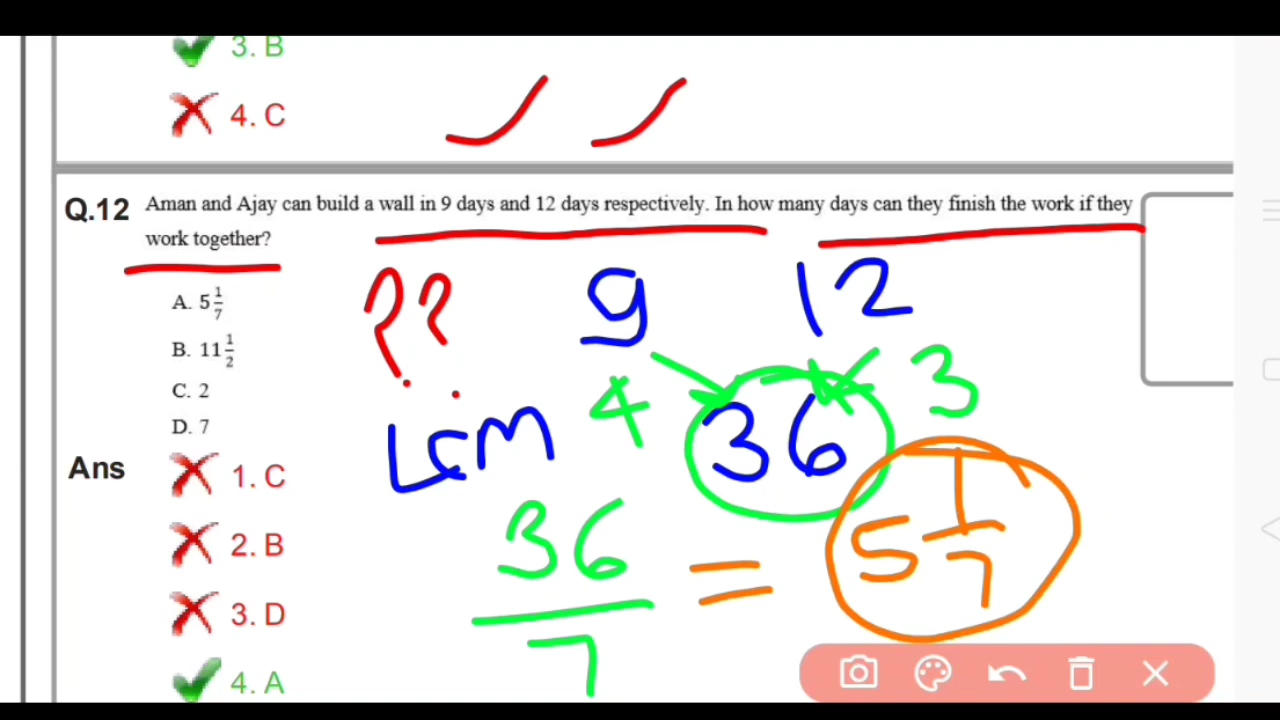 3. B
4. C
Q.12 Aman and Ajay can build a wall in 9 days and 12 days respectively. In how many days can they finish the work if they
work together?
A. 5 1/7
B. 11 1/2
C. 2
D. 7
Ans 1. C
2. B
3. D
4. A
?? 9 12
4 3
LCM 36
36/7 = 5 1/7